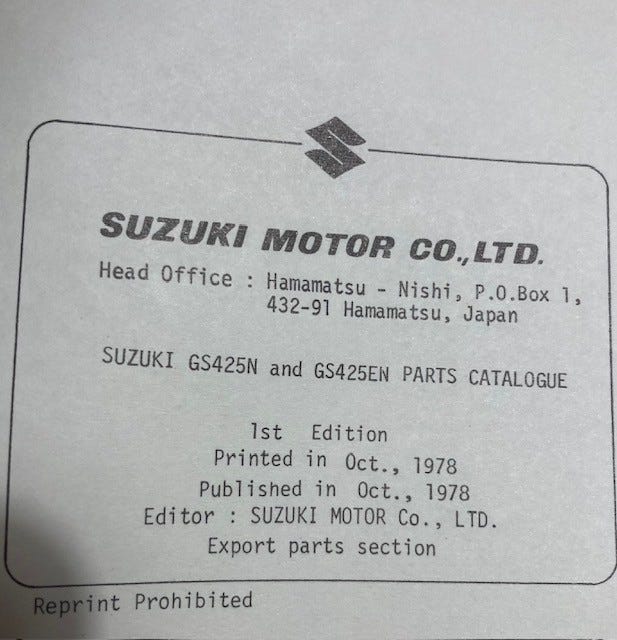 SUZUKI MOTOR CO., LTD.
Head Office : Hamamatsu - Nishi, P.O.Box 1,
432-91 Hamamatsu, Japan
SUZUKI GS425N and GS425EN PARTS CATALOGUE
1st Edition
Printed in Oct., 1978
Published in Oct., 1978
Editor : SUZUKI MOTOR Co., LTD.
Export parts section
Reprint Prohibited